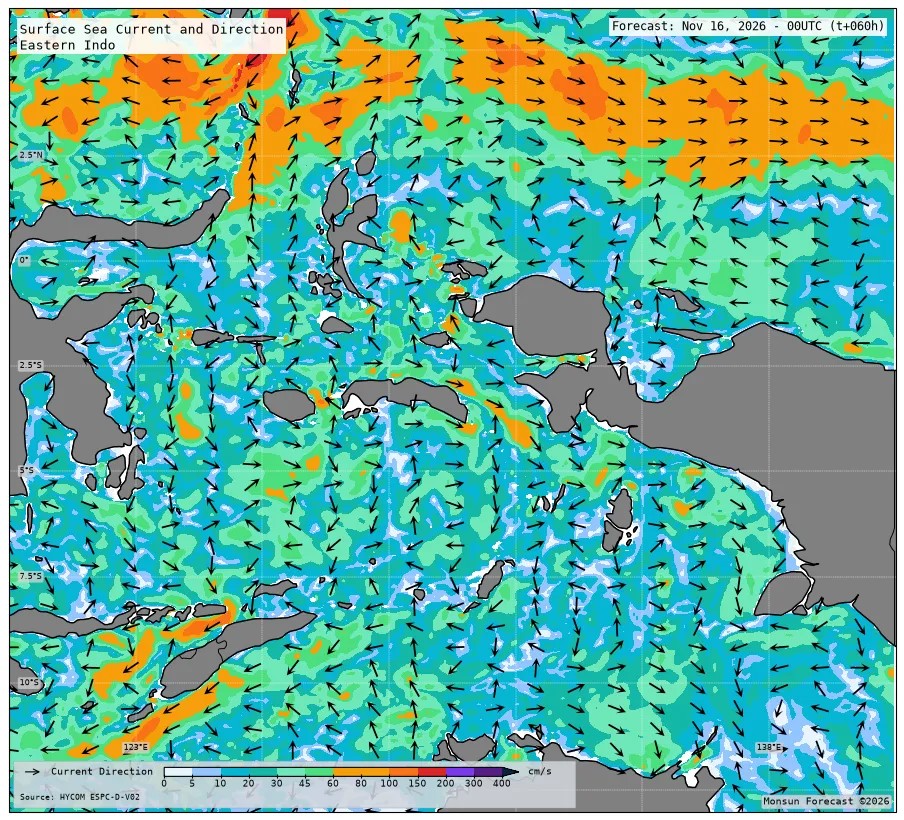 Surface Sea Current and Direction
Eastern Indo
Forecast: Nov 16, 2026 - 00UTC (t+060h)
2.5°N
0°
2.5°S
5°S
7.5°S
10°S
123°E
138°E
Current Direction
0 5 10 20 30 45 60 80 100 150 200 300 400
cm/s
Source: HYCOM ESPC-D-V02
Monsun Forecast ©2026